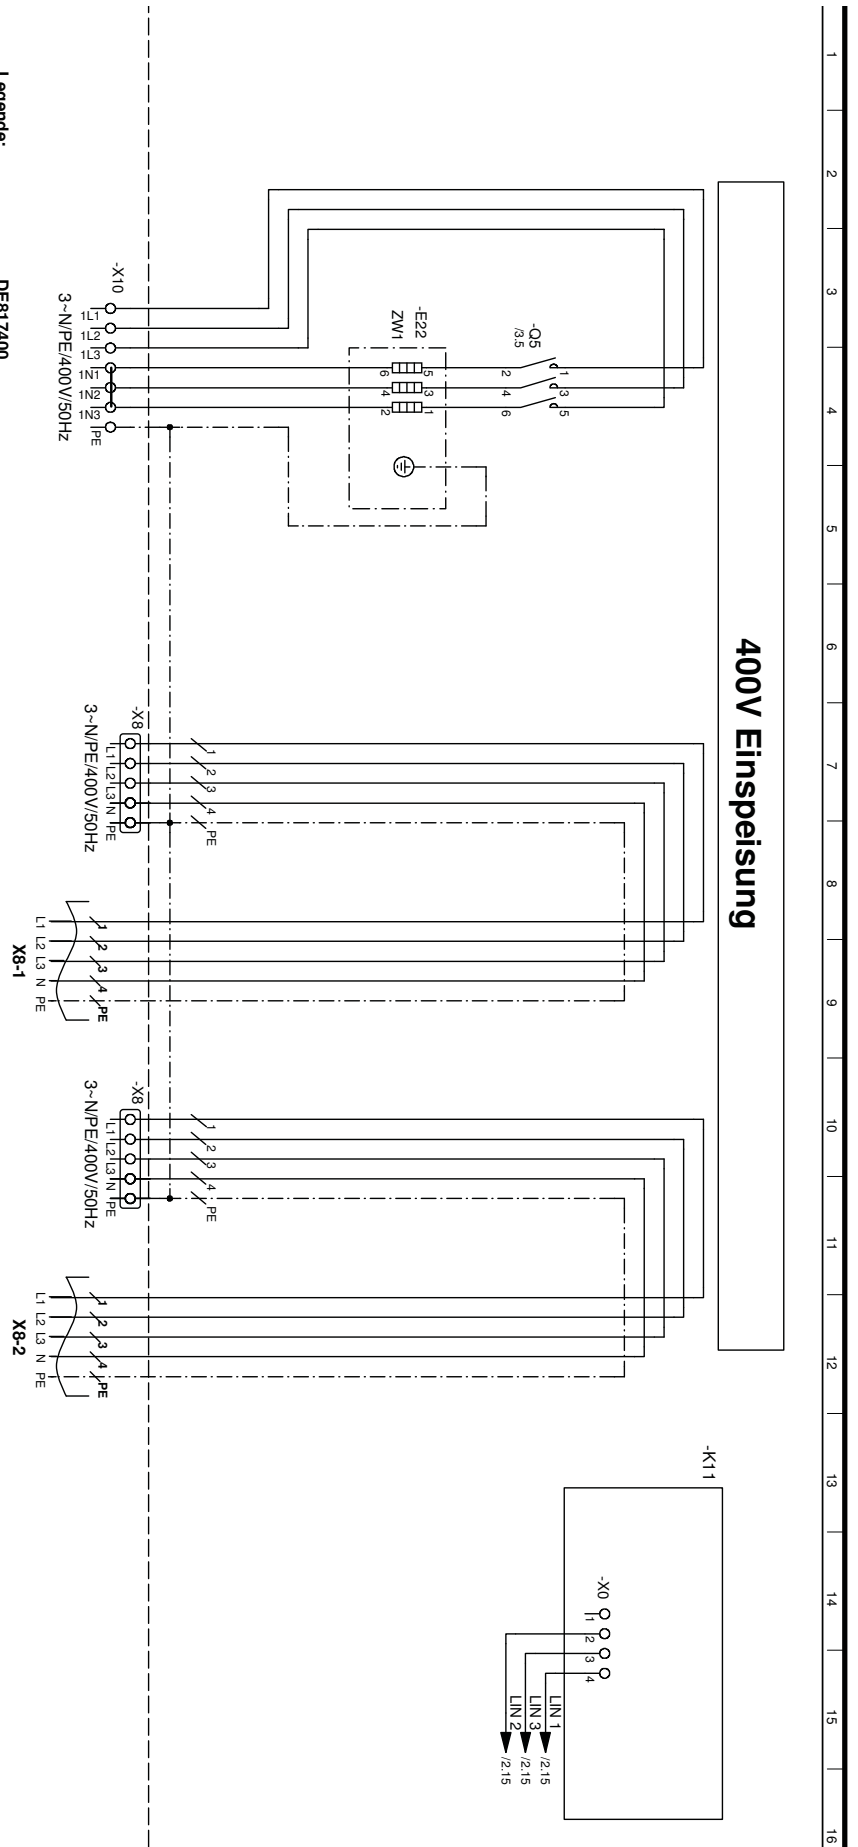 1
2
3
4
5
6
7
8
9
10
11
12
13
14
15
16
400V Einspeisung
-K11
-X0
1
2
3
4
LIN 1
LIN 3
LIN 2
/2.15
/2.15
/2.15
-Q5
/3.5
1
3
5
2
4
6
-E22
ZW1
5
3
1
6
4
2
-X10
1L1
1L2
1L3
1N1
1N2
1N3
PE
3~N/PE/400V/50Hz
1
2
3
4
PE
-X8
L1
L2
L3
N
PE
3~N/PE/400V/50Hz
1
2
3
4
PE
L1
L2
L3
N
PE
X8-1
1
2
3
4
PE
-X8
L1
L2
L3
N
PE
3~N/PE/400V/50Hz
1
2
3
4
PE
L1
L2
L3
N
PE
X8-2
Legende:
DE817400